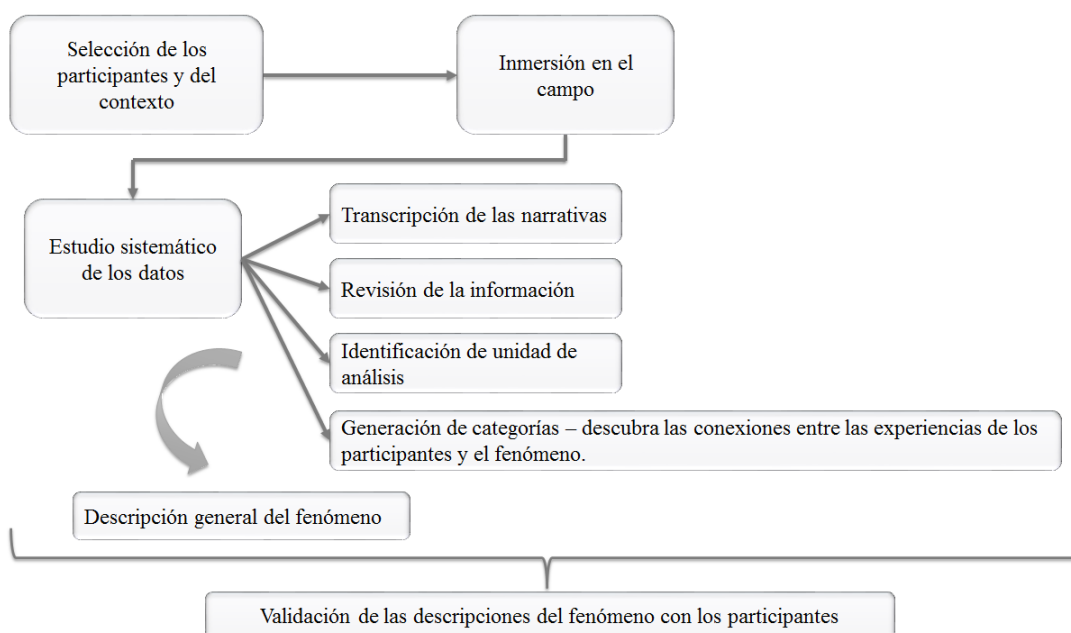 Selección de los
participantes y del
contexto
Inmersión en el
campo
Estudio sistemático
de los datos
Transcripción de las narrativas
Revisión de la información
Identificación de unidad de
análisis
Generación de categorías – descubra las conexiones entre las experiencias de los
participantes y el fenómeno.
Descripción general del fenómeno
Validación de las descripciones del fenómeno con los participantes